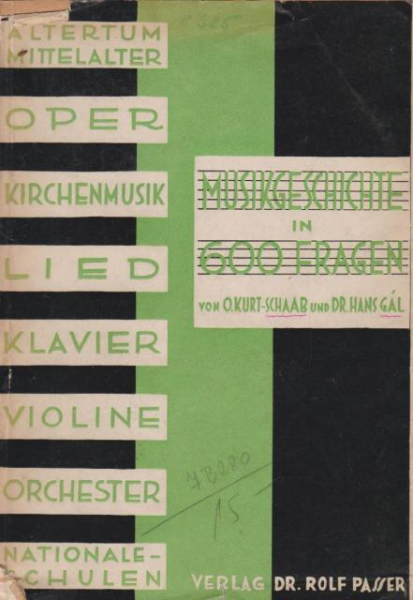 ALTERTUM
MITTELALTER
OPER
KIRCHENMUSIK
LIED
KLAVIER
VIOLINE
ORCHESTER
NATIONALE-
SCHULEN
MUSIKGESCHICHTE
IN
600 FRAGEN
VON O.KURT-SCHAAB UND DR.HANS GÁL
15.
VERLAG DR. ROLF PASSER